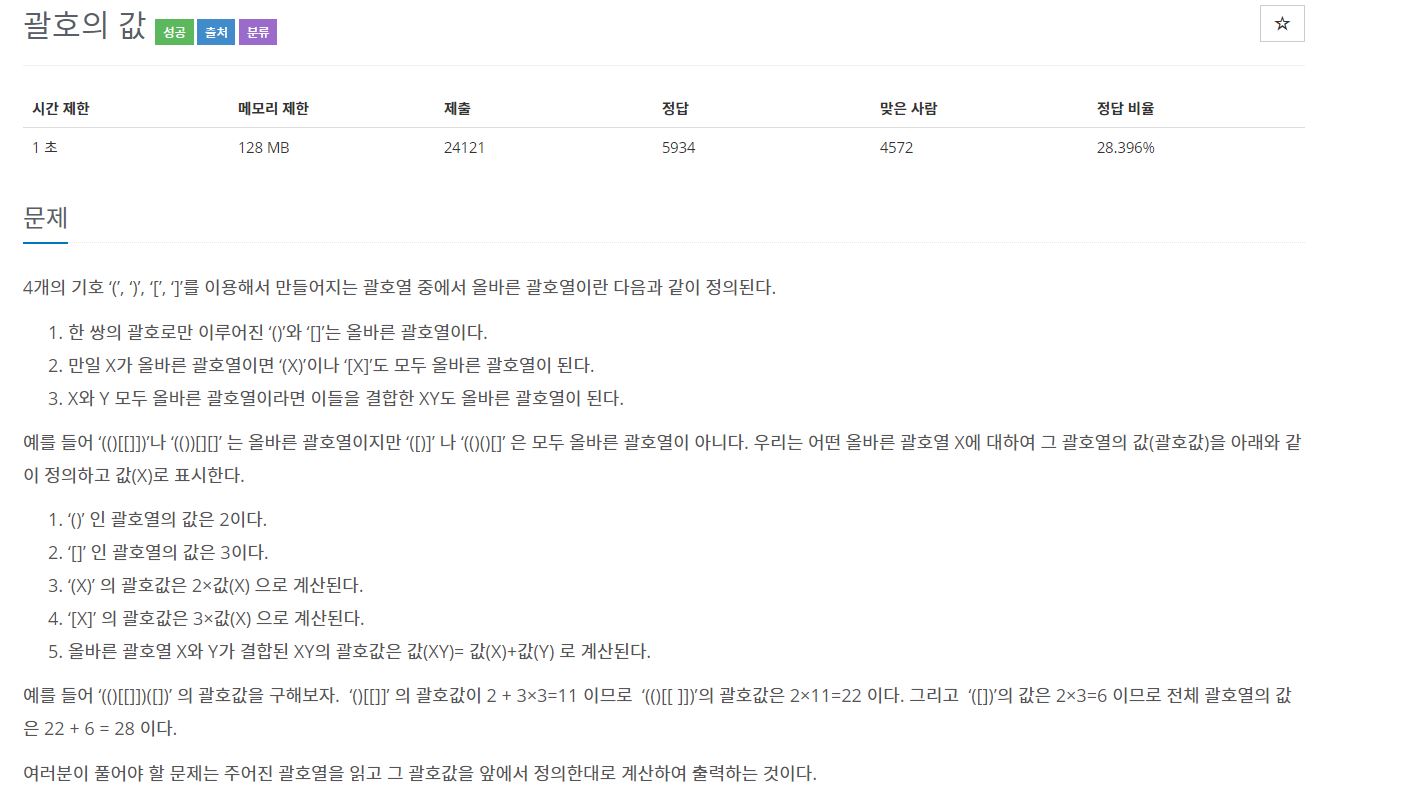 괄호의 값 성공 출처 분류
☆
시간 제한 메모리 제한 제출 정답 맞은 사람 정답 비율
1 초 128 MB 24121 5934 4572 28.396%
문제
4개의 기호 ‘(’, ‘)’, ‘[’, ‘]’를 이용해서 만들어지는 괄호열 중에서 올바른 괄호열이란 다음과 같이 정의된다.
1. 한 쌍의 괄호로만 이루어진 ‘()’와 ‘[]’는 올바른 괄호열이다.
2. 만일 X가 올바른 괄호열이면 ‘(X)’이나 ‘[X]’도 모두 올바른 괄호열이 된다.
3. X와 Y 모두 올바른 괄호열이라면 이들을 결합한 XY도 올바른 괄호열이 된다.
예를 들어 ‘(()[[]])’나 ‘(())[][]’ 는 올바른 괄호열이지만 ‘([)]’ 나 ‘(()()[]’ 은 모두 올바른 괄호열이 아니다. 우리는 어떤 올바른 괄호열 X에 대하여 그 괄호열의 값(괄호값)을 아래와 같
이 정의하고 값(X)로 표시한다.
1. ‘()’ 인 괄호열의 값은 2이다.
2. ‘[]’ 인 괄호열의 값은 3이다.
3. ‘(X)’ 의 괄호값은 2×값(X) 으로 계산된다.
4. ‘[X]’ 의 괄호값은 3×값(X) 으로 계산된다.
5. 올바른 괄호열 X와 Y가 결합된 XY의 괄호값은 값(XY)= 값(X)+값(Y) 로 계산된다.
예를 들어 ‘(()[[]])([])’ 의 괄호값을 구해보자. ‘()[[]]’ 의 괄호값이 2 + 3×3=11 이므로 ‘(()[[ ]])’의 괄호값은 2×11=22 이다. 그리고 ‘([])’의 값은 2×3=6 이므로 전체 괄호열의 값
은 22 + 6 = 28 이다.
여러분이 풀어야 할 문제는 주어진 괄호열을 읽고 그 괄호값을 앞에서 정의한대로 계산하여 출력하는 것이다.